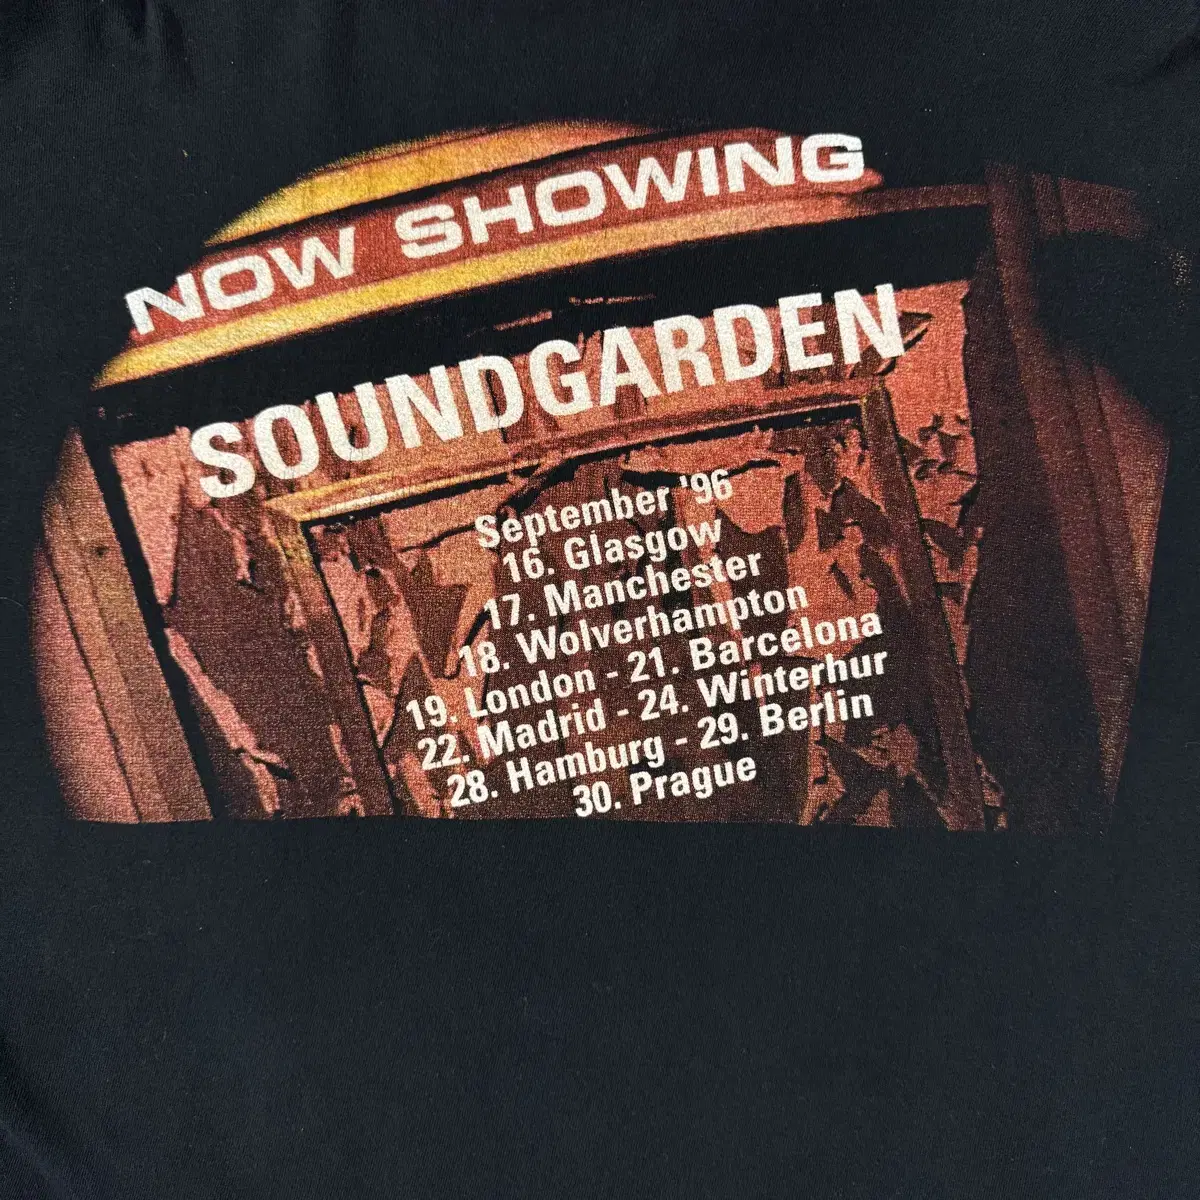 NOW SHOWING
SOUNDGARDEN
September '96
16. Glasgow
17. Manchester
18. Wolverhampton
19. London - 21. Barcelona
22. Madrid - 24. Winterhur
28. Hamburg - 29. Berlin
30. Prague